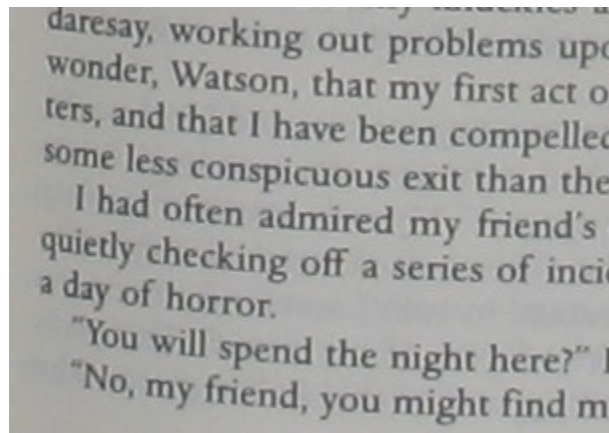 daresay, working out problems upo
wonder, Watson, that my first act o
ters, and that I have been compelled
some less conspicuous exit than the
I had often admired my friend's
quietly checking off a series of inci
a day of horror.
"You will spend the night here?"
"No, my friend, you might find m